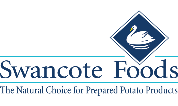 Swancote Foods
The Natural Choice for Prepared Potato Products